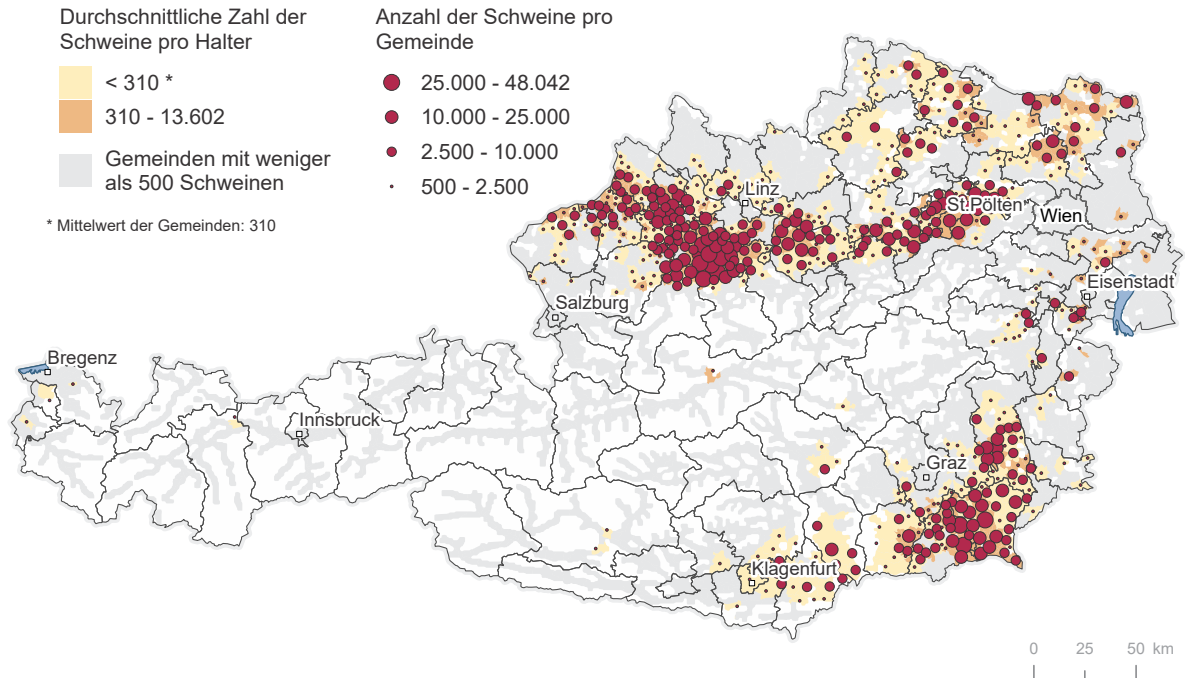 Durchschnittliche Zahl der
Schweine pro Halter
< 310 *
310 - 13.602
Gemeinden mit weniger
als 500 Schweinen
* Mittelwert der Gemeinden: 310
Anzahl der Schweine pro
Gemeinde
25.000 - 48.042
10.000 - 25.000
2.500 - 10.000
500 - 2.500
Linz
St.Pölten
Wien
Eisenstadt
Salzburg
Bregenz
Innsbruck
Graz
Klagenfurt
0 25 50 km